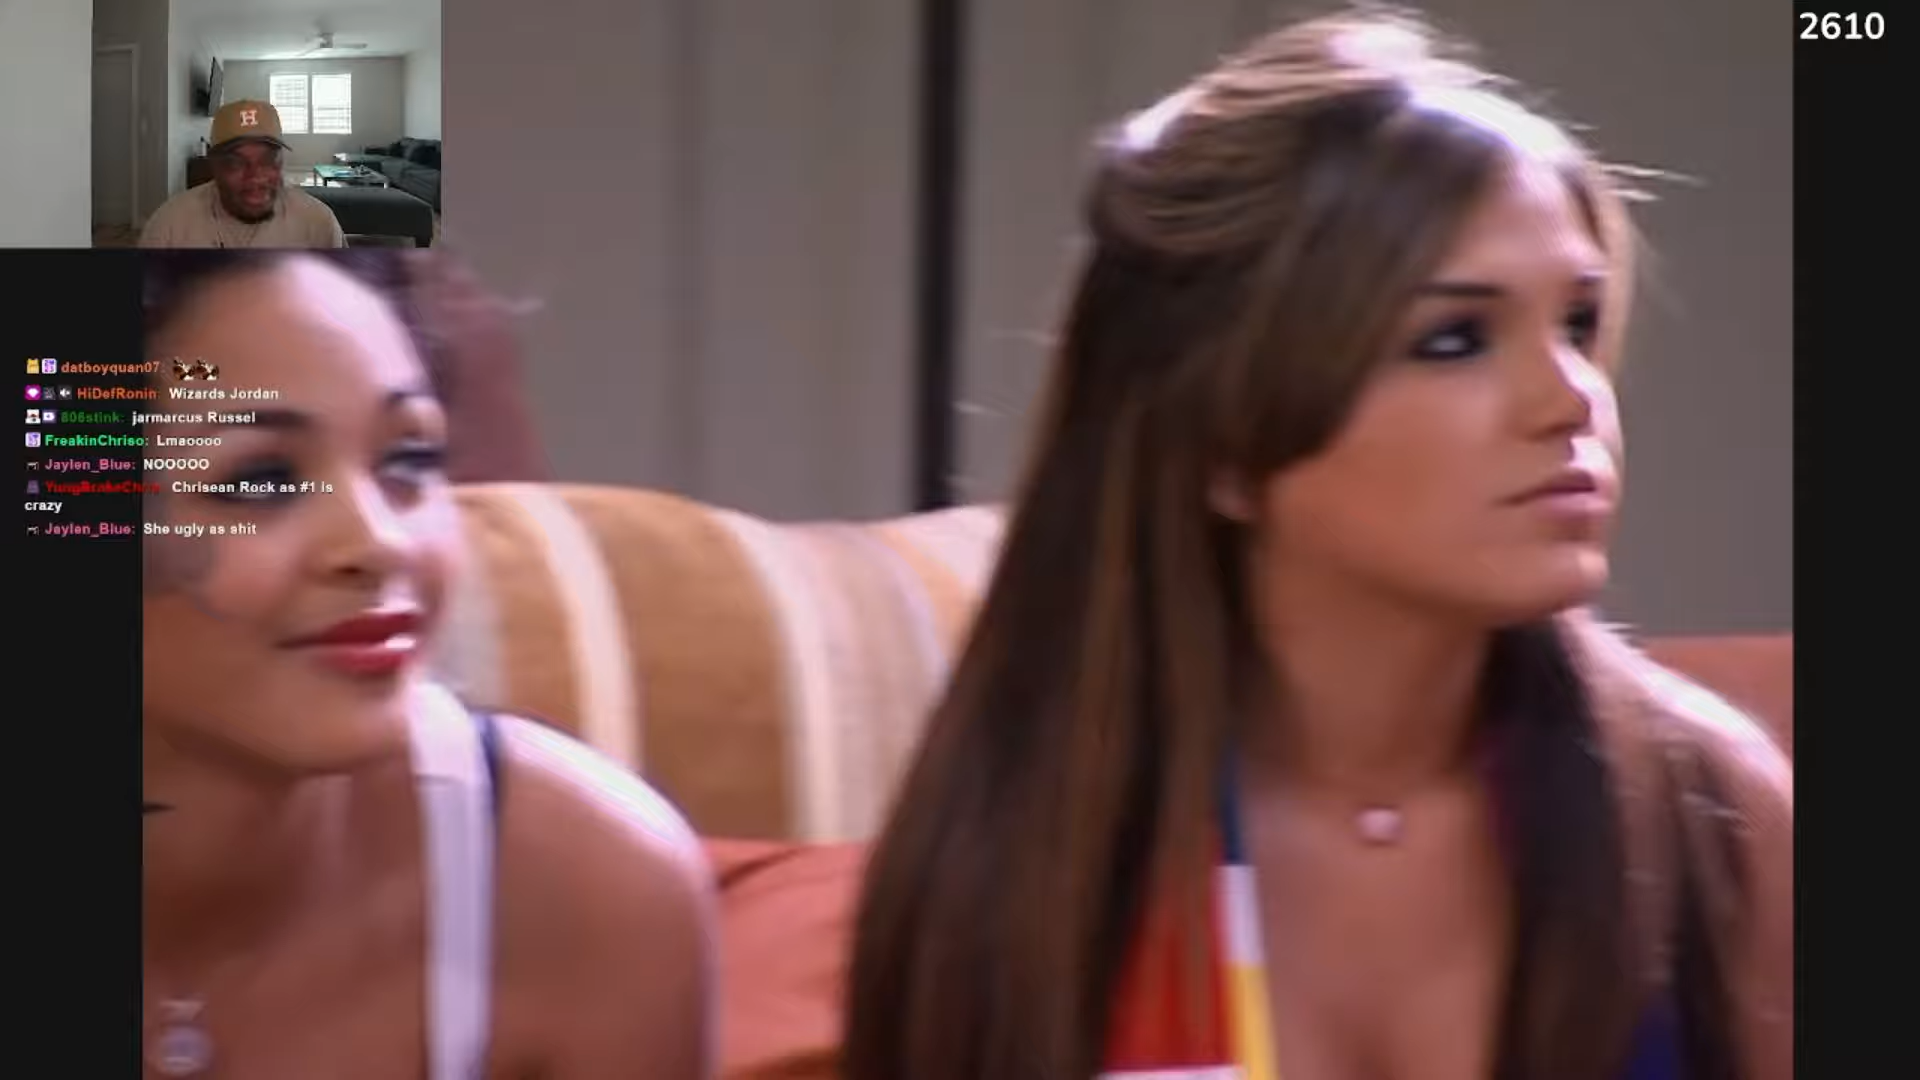 2610
H
datboyquan07:
HiDefRonin: Wizards Jordan
806stink: jarmarcus Russel
FreakinChriso: Lmaoooo
Jaylen_Blue: NOOOOO
Chrisean Rock as #1 is
crazy
Jaylen_Blue: She ugly as shit